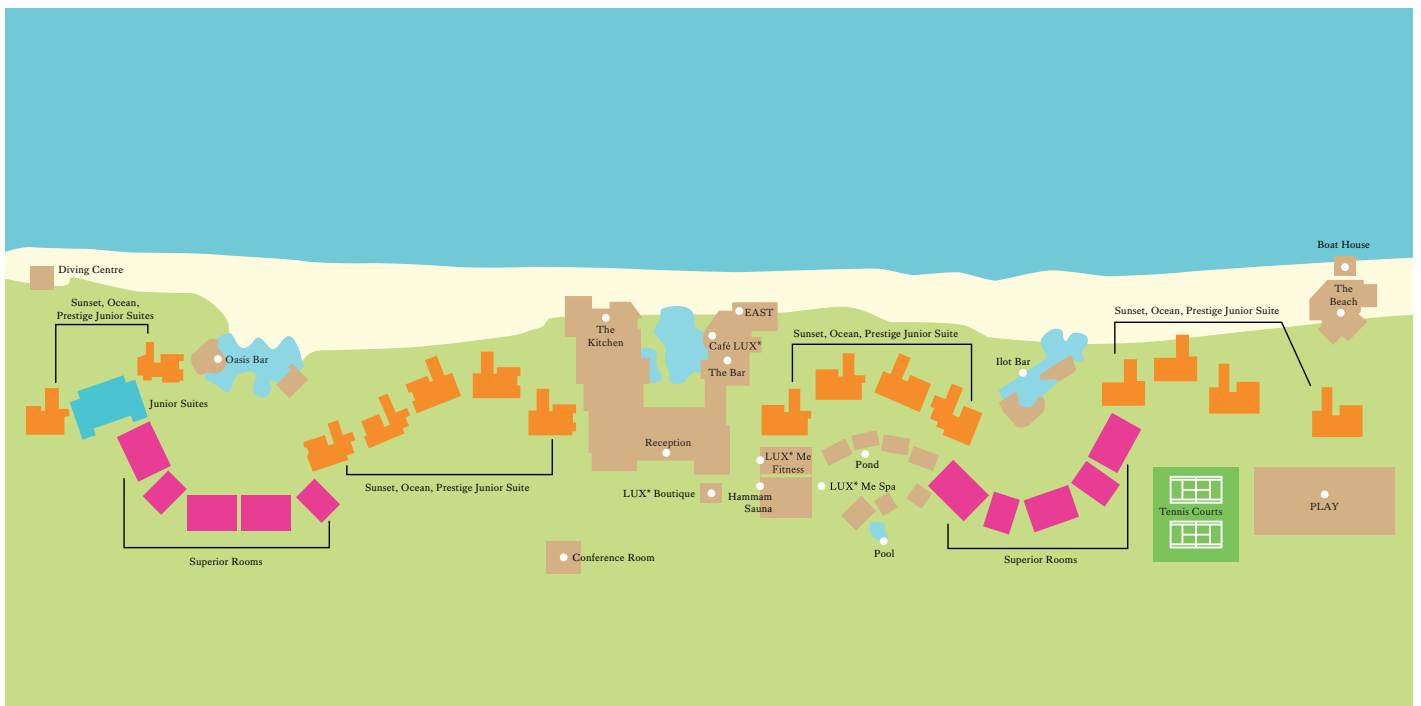 Boat House
Diving Centre
The
Beach
Sunset, Ocean,
Prestige Junior Suites
EAST
Sunset, Ocean, Prestige Junior Suite
The
Kitchen
Sunset, Ocean, Prestige Junior Suite
Café LUX*
Oasis Bar
Ilot Bar
The Bar
Junior Suites
Reception
LUX* Me
Fitness
Pond
Sunset, Ocean, Prestige Junior Suite
LUX* Me Spa
LUX* Boutique
Hammam
Sauna
Tennis Courts
PLAY
Pool
Conference Room
Superior Rooms
Superior Rooms